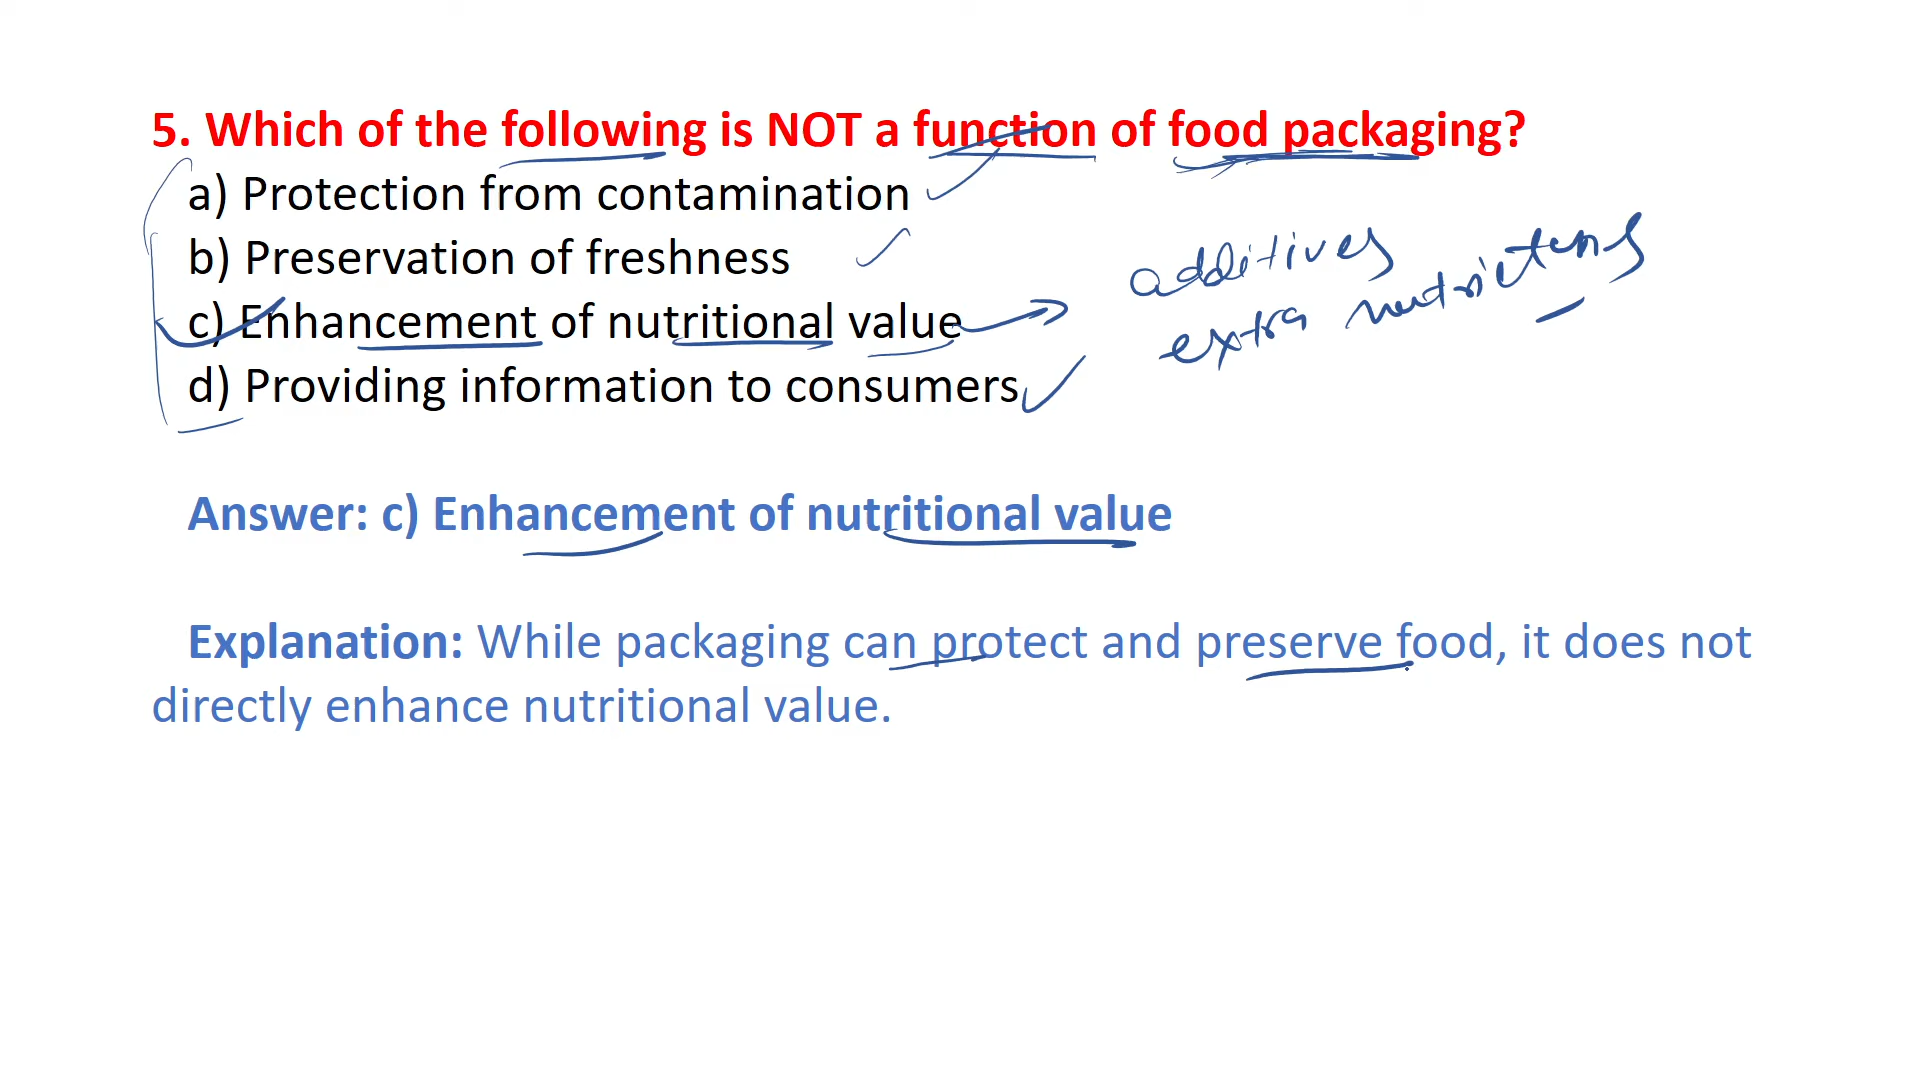 5. Which of the following is NOT a function of food packaging?
a) Protection from contamination
b) Preservation of freshness
c) Enhancement of nutritional value
d) Providing information to consumers
additives
extra nutrictens
Answer: c) Enhancement of nutritional value
Explanation: While packaging can protect and preserve food, it does not
directly enhance nutritional value.